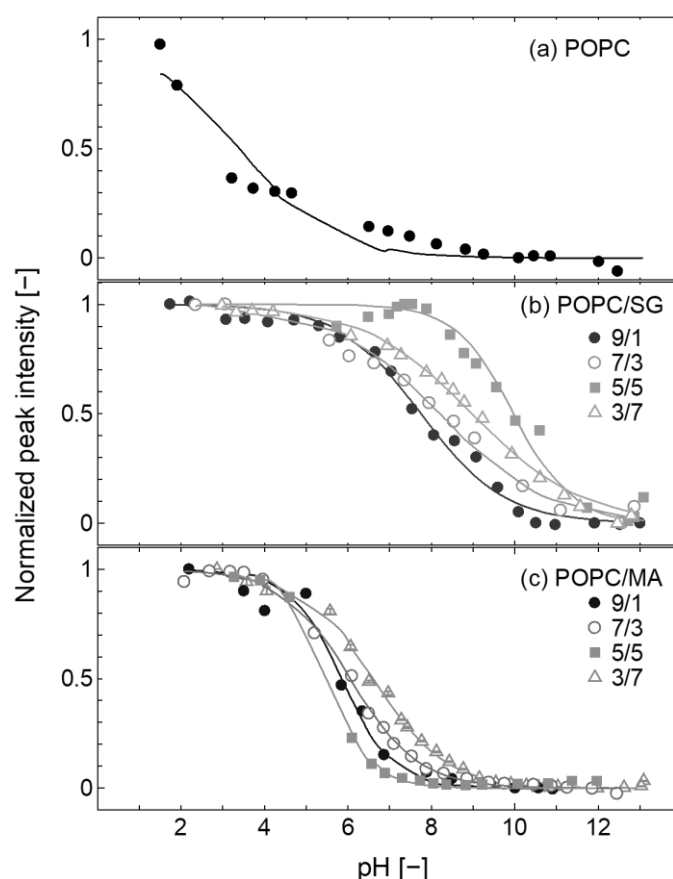 1
0.5
0
(a) POPC
1
0.5
0
(b) POPC/SG
9/1
7/3
5/5
3/7
1
0.5
0
(c) POPC/MA
9/1
7/3
5/5
3/7
Normalized peak intensity [−]
2 4 6 8 10 12
pH [−]